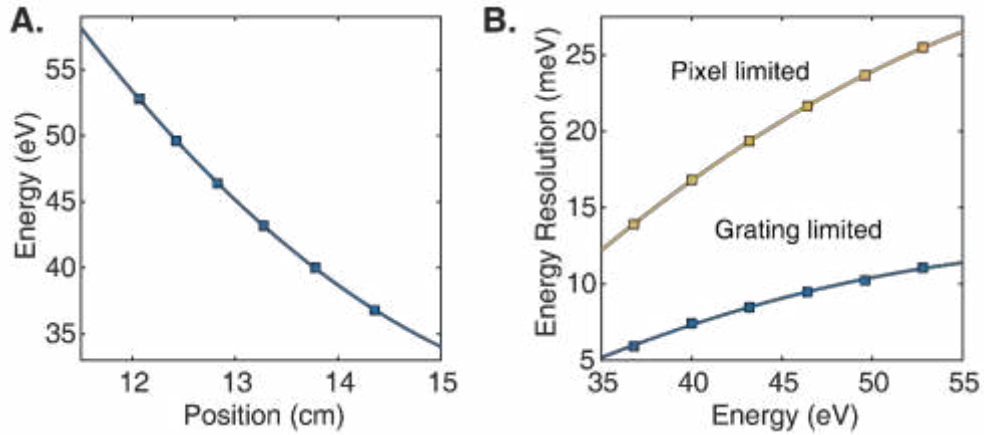 A.
Energy (eV)
55
50
45
40
35
12
13
14
15
Position (cm)
B.
Energy Resolution (meV)
25
20
15
10
5
Pixel limited
Grating limited
35
40
45
50
55
Energy (eV)